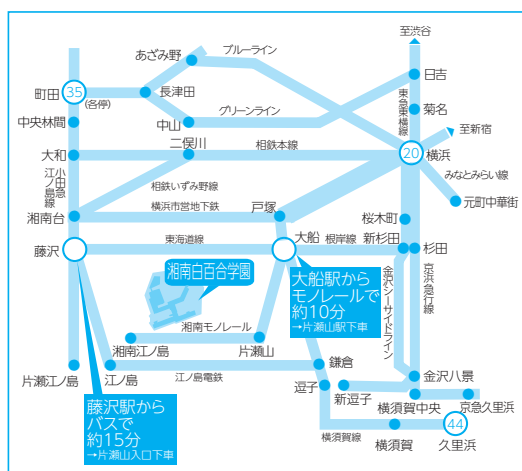 至渋谷
あざみ野
ブルーライン
日吉
町田
35
(各停)
長津田
東急東横線
菊名
中央林間
中山
グリーンライン
至新宿
二俣川
大和
相鉄本線
20
横浜
小田急
江ノ島線
相鉄いずみ野線
みなとみらい線
湘南台
横浜市営地下鉄
戸塚
元町中華街
桜木町
藤沢
東海道線
大船
根岸線
新杉田
杉田
湘南白百合学園
大船駅から
モノレールで
約10分
→片瀬山駅下車
金沢シーサイドライン
京浜急行線
湘南モノレール
湘南江ノ島
片瀬山
鎌倉
片瀬江ノ島
江ノ島
江ノ島電鉄
逗子
新逗子
金沢八景
藤沢駅から
バスで
約15分
→片瀬山入口下車
横須賀中央
京急久里浜
44
横須賀線
横須賀
久里浜